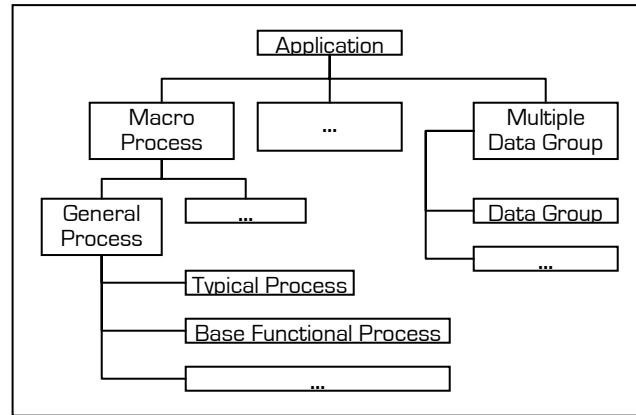 Application
Macro
Process
...
Multiple
Data Group
General
Process
...
Data Group
...
Typical Process
Base Functional Process
...